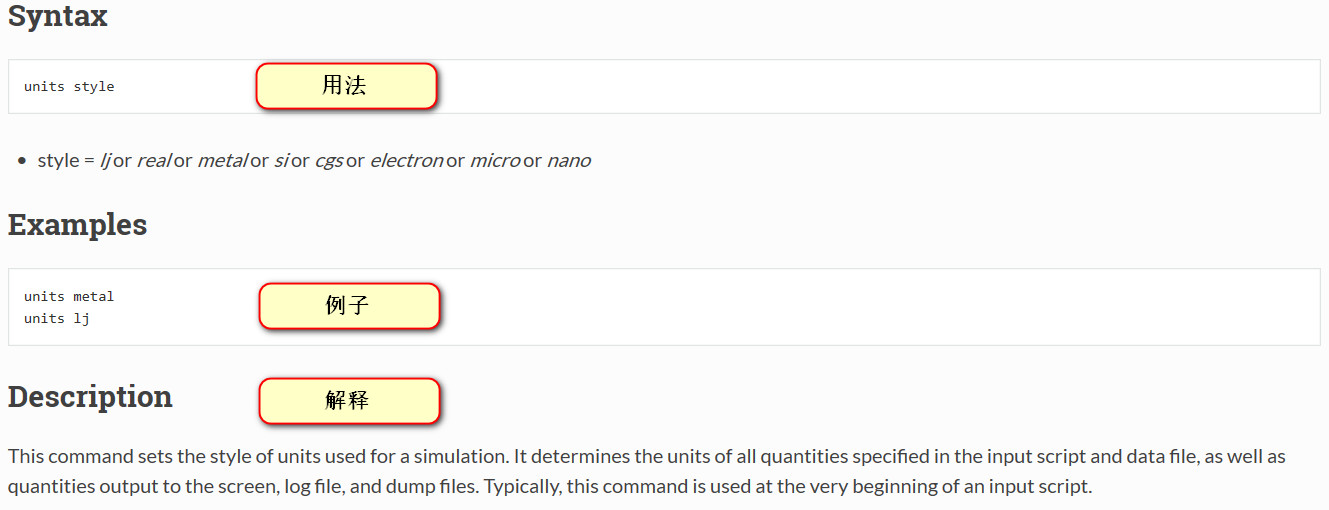 Syntax
units style 用法
• style = lj or real or metal or si or cgs or electron or micro or nano
Examples
units metal
units lj
例子
Description 解释
This command sets the style of units used for a simulation. It determines the units of all quantities specified in the input script and data file, as well as
quantities output to the screen, log file, and dump files. Typically, this command is used at the very beginning of an input script.